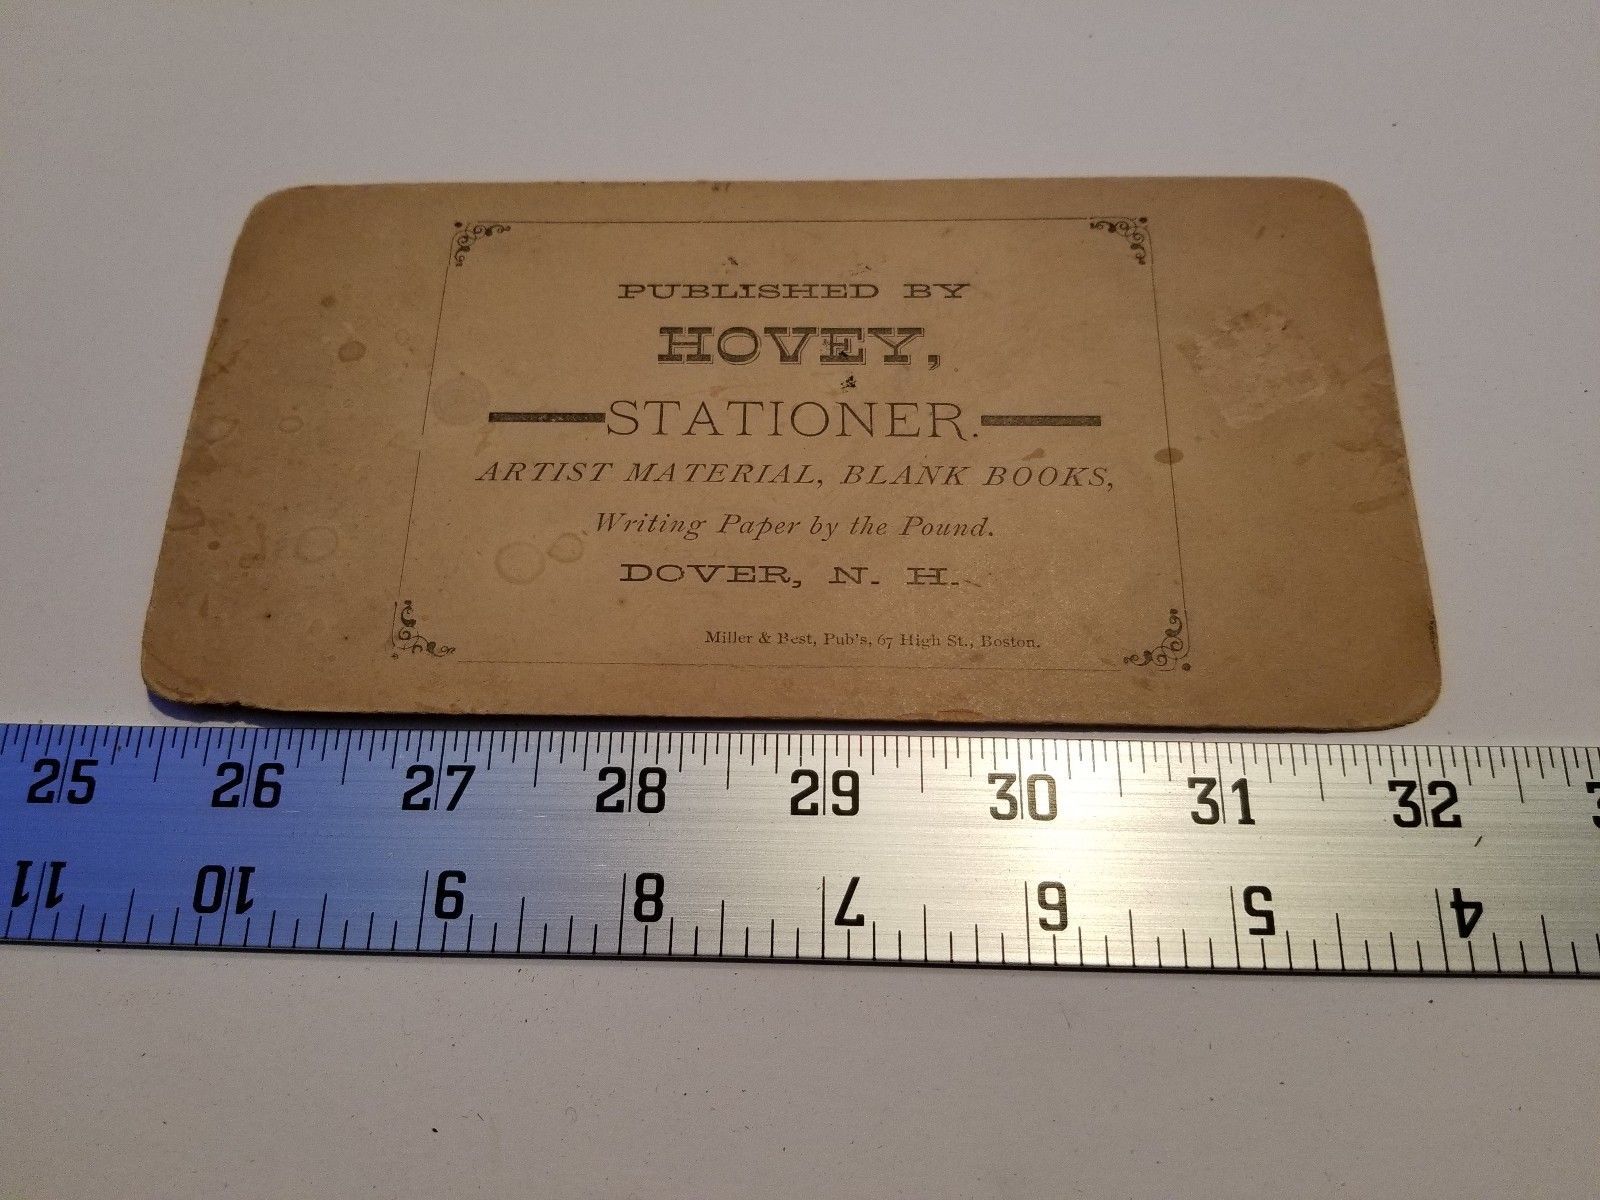 PUBLISHED BY
HOVEY,
STATIONER.
ARTIST MATERIAL, BLANK BOOKS,
Writing Paper by the Pound.
DOVER, N. H.
Miller & Best, Pub's, 67 High St., Boston.
25 26 27 28 29 30 31 32
11 10 9 8 7 6 5 4